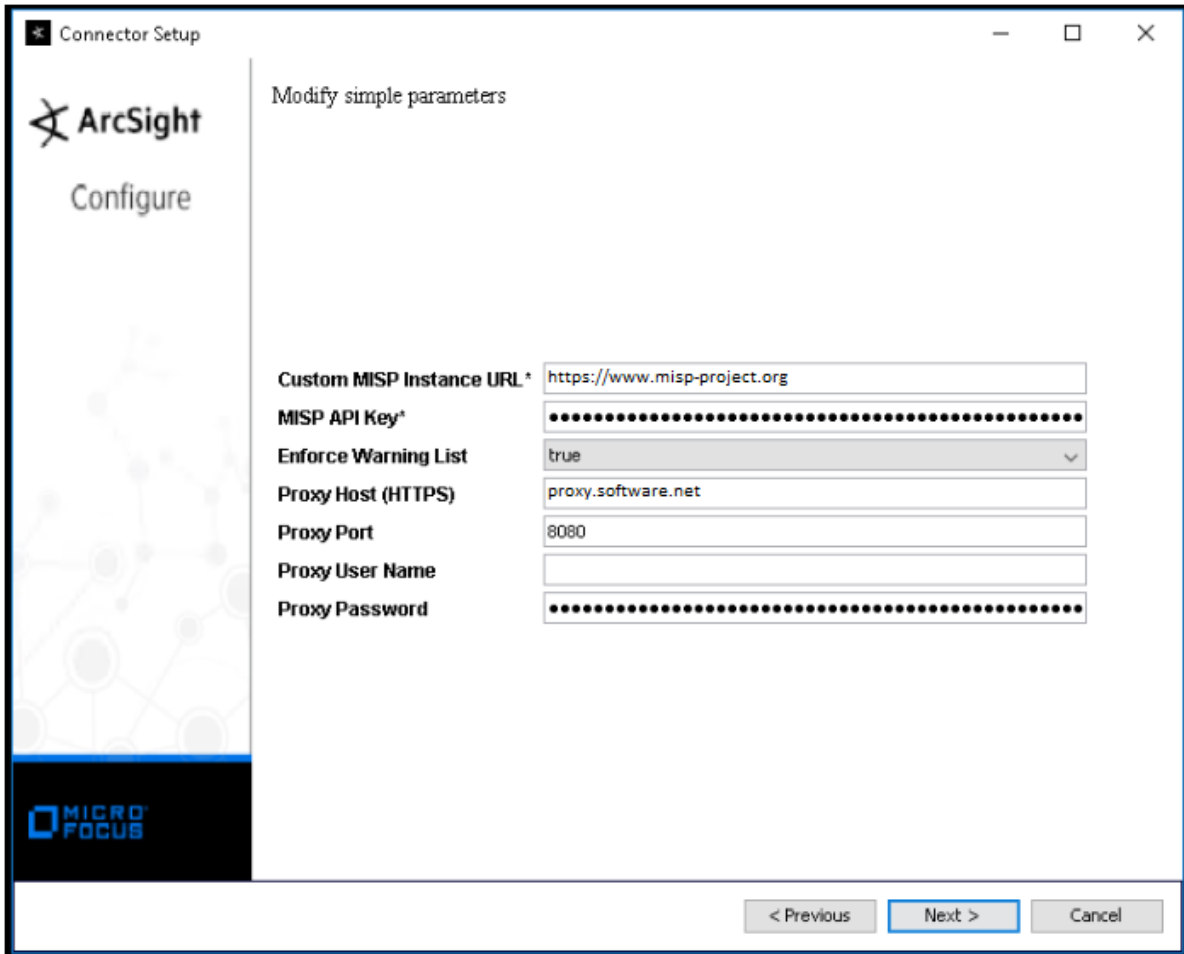 Connector Setup
ArcSight
Configure
Modify simple parameters
Custom MISP Instance URL* https://www.misp-project.org
MISP API Key* ••••••••••••••••••••••••••••••••••••••••••••••••
Enforce Warning List true
Proxy Host (HTTPS) proxy.software.net
Proxy Port 8080
Proxy User Name
Proxy Password ••••••••••••••••••••••••••••••••••••••••••••••••
MICRO
FOCUS
< Previous Next > Cancel